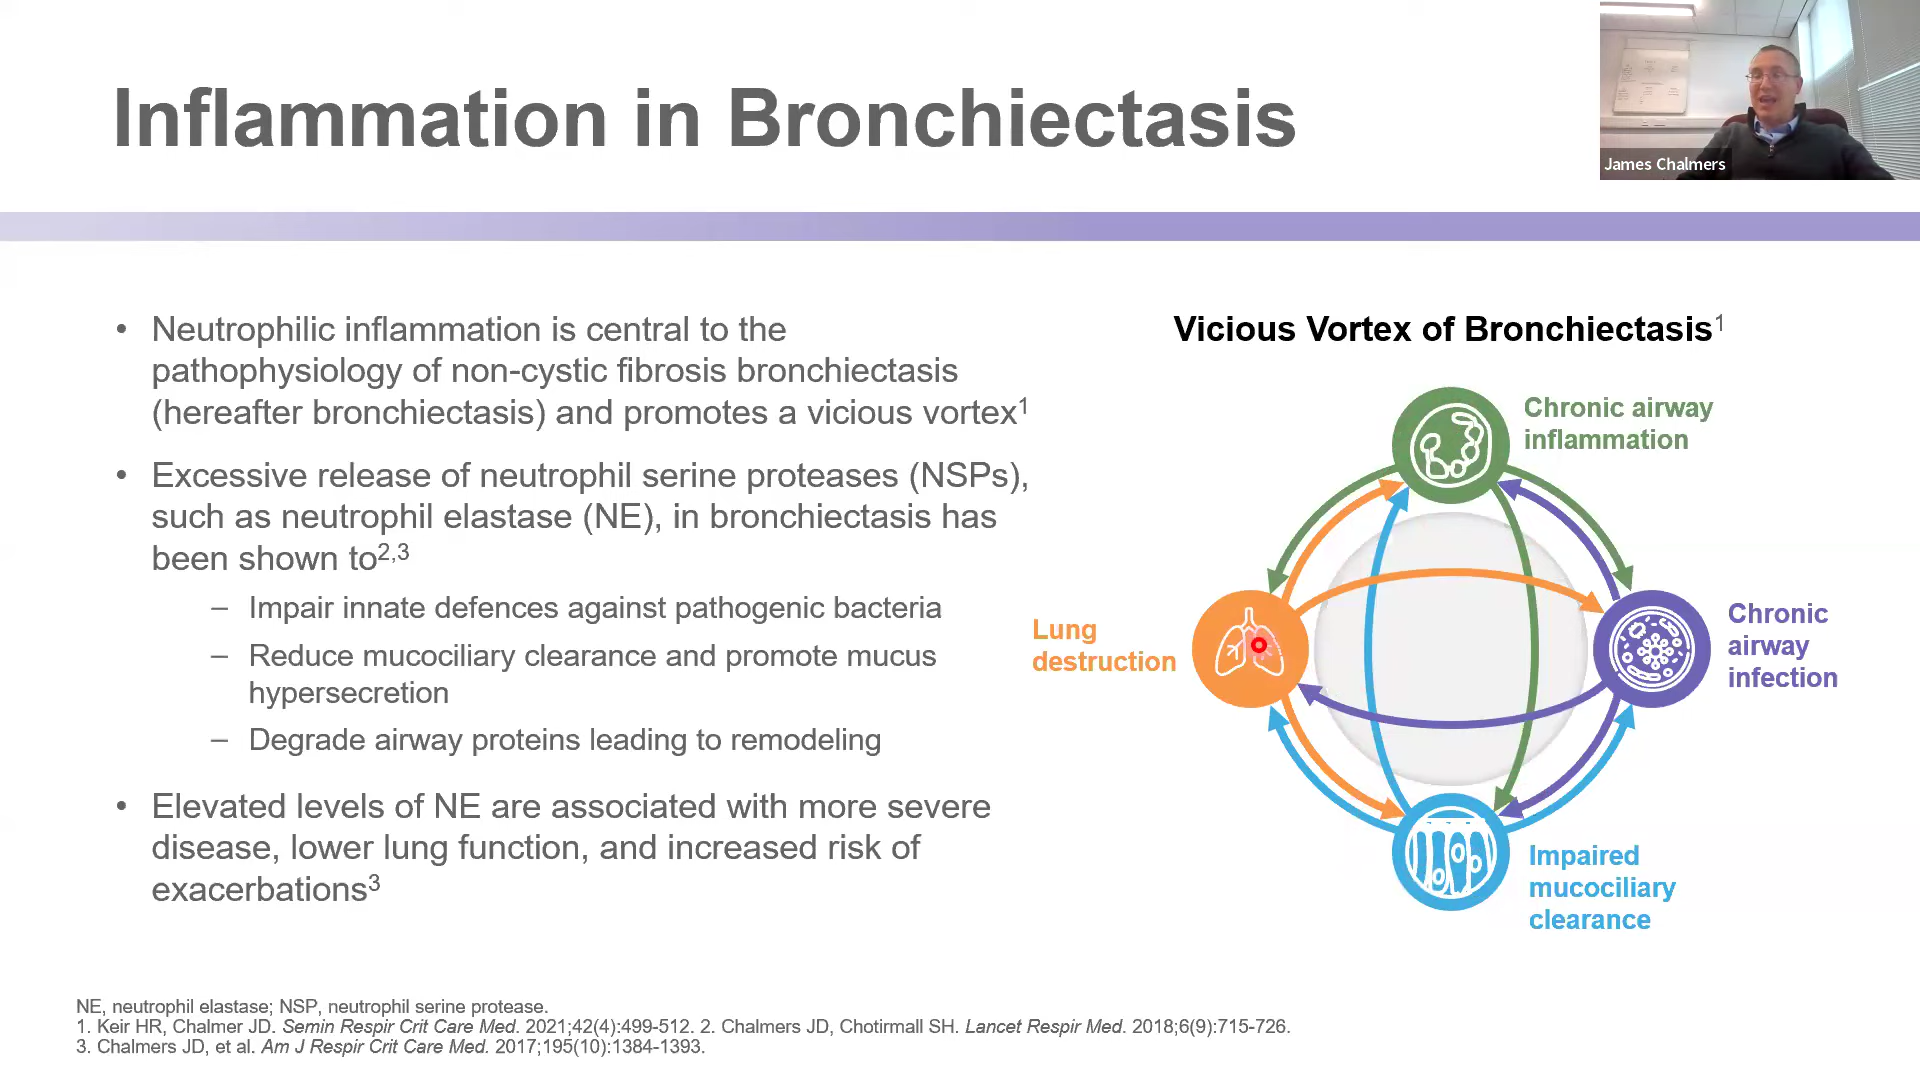 Inflammation in Bronchiectasis
James Chalmers
• Neutrophilic inflammation is central to the
pathophysiology of non-cystic fibrosis bronchiectasis
(hereafter bronchiectasis) and promotes a vicious vortex1
• Excessive release of neutrophil serine proteases (NSPs),
such as neutrophil elastase (NE), in bronchiectasis has
been shown to2,3
– Impair innate defences against pathogenic bacteria
– Reduce mucociliary clearance and promote mucus
hypersecretion
– Degrade airway proteins leading to remodeling
• Elevated levels of NE are associated with more severe
disease, lower lung function, and increased risk of
exacerbations3
Vicious Vortex of Bronchiectasis1
Chronic airway
inflammation
Lung
destruction
Chronic
airway
infection
Impaired
mucociliary
clearance
NE, neutrophil elastase; NSP, neutrophil serine protease.
1. Keir HR, Chalmer JD. Semin Respir Crit Care Med. 2021;42(4):499-512. 2. Chalmers JD, Chotirmall SH. Lancet Respir Med. 2018;6(9):715-726.
3. Chalmers JD, et al. Am J Respir Crit Care Med. 2017;195(10):1384-1393.